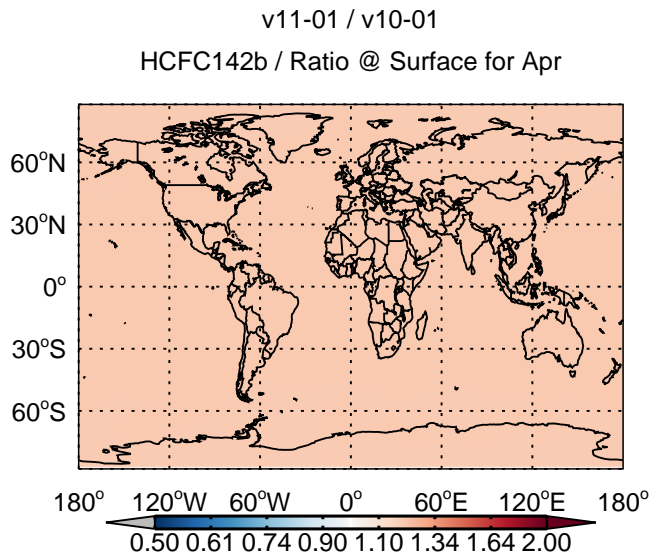 v11-01 / v10-01
HCFC142b / Ratio @ Surface for Apr
60°N
30°N
0°
30°S
60°S
180° 120°W 60°W 0° 60°E 120°E 180°
0.50 0.61 0.74 0.90 1.10 1.34 1.64 2.00